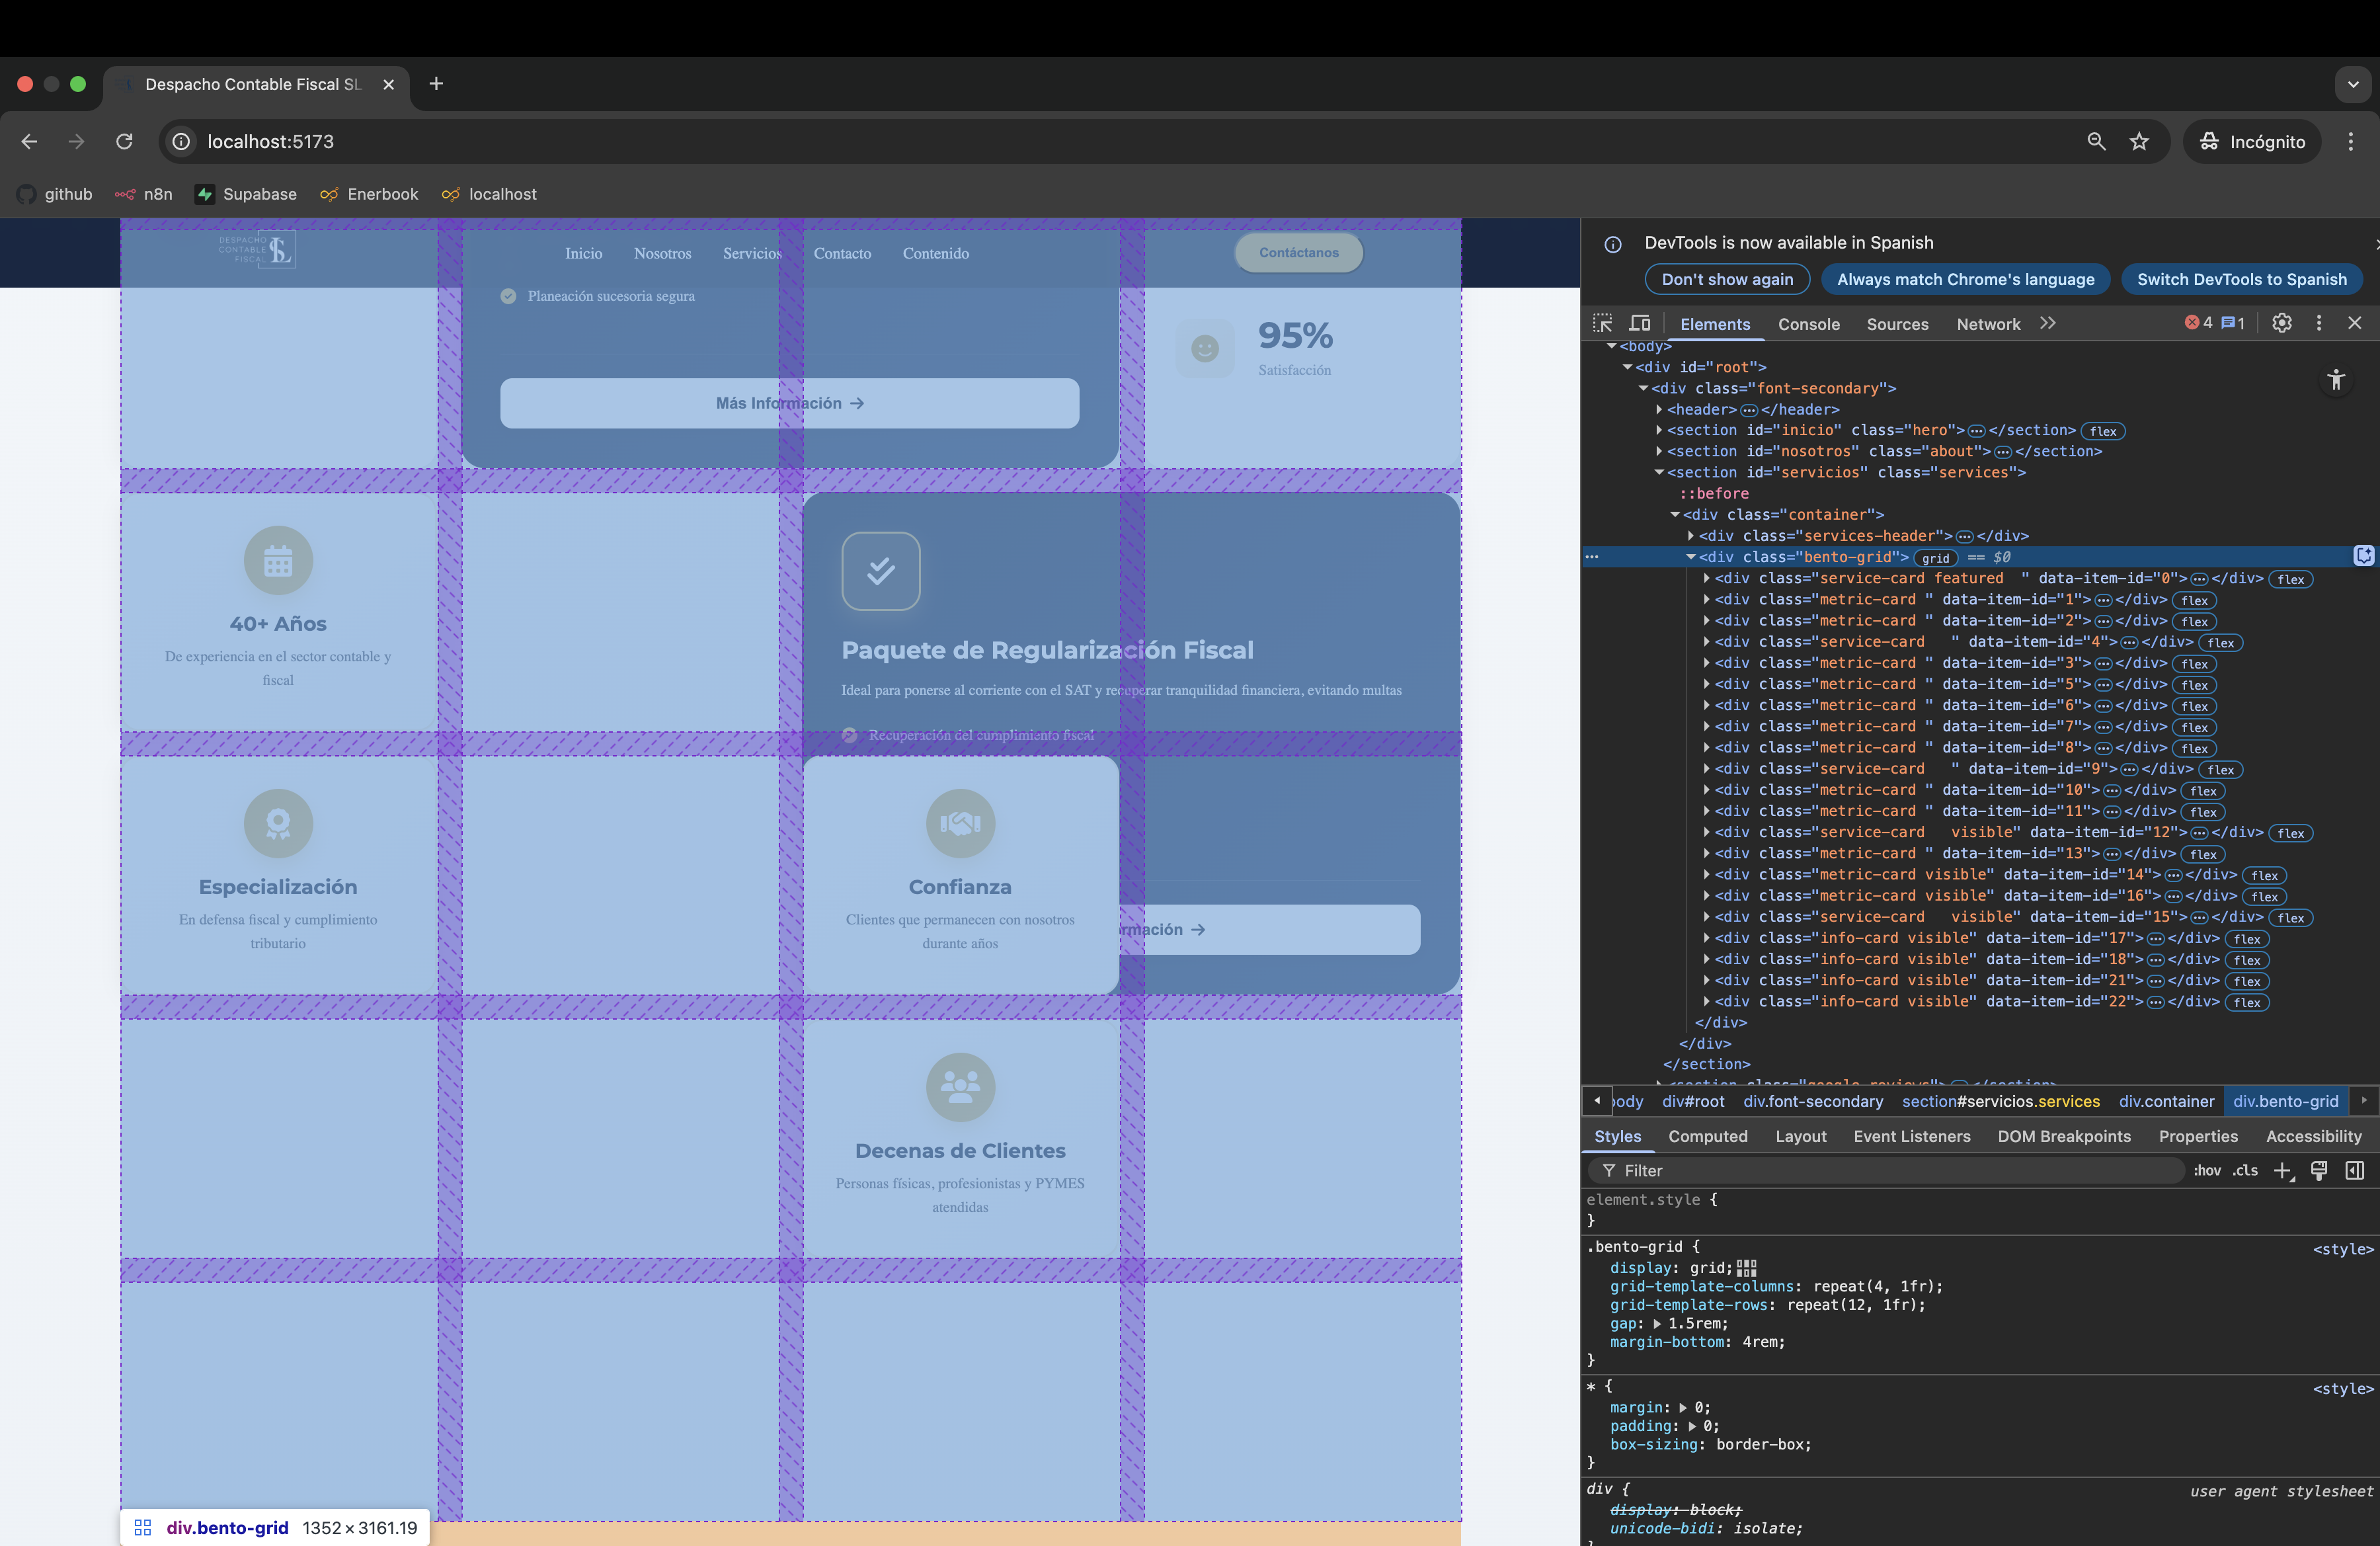 Despacho Contable Fiscal SL
localhost:5173
Incógnito
github
n8n
Supabase
Enerbook
localhost
DESPACHO
CONTABLE
FISCAL
Inicio
Nosotros
Servicios
Contacto
Contenido
Contáctanos
Planeación sucesoria segura
95%
Satisfacción
Más Información →
40+ Años
De experiencia en el sector contable y
fiscal
Paquete de Regularización Fiscal
Ideal para ponerse al corriente con el SAT y recuperar tranquilidad financiera, evitando multas
Recuperación del cumplimiento fiscal
Especialización
En defensa fiscal y cumplimiento
tributario
Confianza
Clientes que permanecen con nosotros
durante años
rmación →
Decenas de Clientes
Personas físicas, profesionistas y PYMES
atendidas
div.bento-grid 1352×3161.19
DevTools is now available in Spanish
Don't show again
Always match Chrome's language
Switch DevTools to Spanish
Elements
Console
Sources
Network
4
1
<body>
<div id="root">
<div class="font-secondary">
<header>…</header>
<section id="inicio" class="hero">…</section> flex
<section id="nosotros" class="about">…</section>
<section id="servicios" class="services">
::before
<div class="container">
<div class="services-header">…</div>
<div class="bento-grid"> grid == $0
<div class="service-card featured  " data-item-id="0">…</div> flex
<div class="metric-card " data-item-id="1">…</div> flex
<div class="metric-card " data-item-id="2">…</div> flex
<div class="service-card   " data-item-id="4">…</div> flex
<div class="metric-card " data-item-id="3">…</div> flex
<div class="metric-card " data-item-id="5">…</div> flex
<div class="metric-card " data-item-id="6">…</div> flex
<div class="metric-card " data-item-id="7">…</div> flex
<div class="metric-card " data-item-id="8">…</div> flex
<div class="service-card   " data-item-id="9">…</div> flex
<div class="metric-card " data-item-id="10">…</div> flex
<div class="metric-card " data-item-id="11">…</div> flex
<div class="service-card   visible" data-item-id="12">…</div> flex
<div class="metric-card " data-item-id="13">…</div> flex
<div class="metric-card visible" data-item-id="14">…</div> flex
<div class="metric-card visible" data-item-id="16">…</div> flex
<div class="service-card   visible" data-item-id="15">…</div> flex
<div class="info-card visible" data-item-id="17">…</div> flex
<div class="info-card visible" data-item-id="18">…</div> flex
<div class="info-card visible" data-item-id="21">…</div> flex
<div class="info-card visible" data-item-id="22">…</div> flex
</div>
</div>
</section>
<section class="google-reviews">…</section>
body div#root div.font-secondary section#servicios.services div.container div.bento-grid
Styles
Computed
Layout
Event Listeners
DOM Breakpoints
Properties
Accessibility
Filter
:hov .cls
element.style {
}
.bento-grid { <style>
display: grid;
grid-template-columns: repeat(4, 1fr);
grid-template-rows: repeat(12, 1fr);
gap: 1.5rem;
margin-bottom: 4rem;
}
* { <style>
margin: 0;
padding: 0;
box-sizing: border-box;
}
div { user agent stylesheet
display: block;
unicode-bidi: isolate;